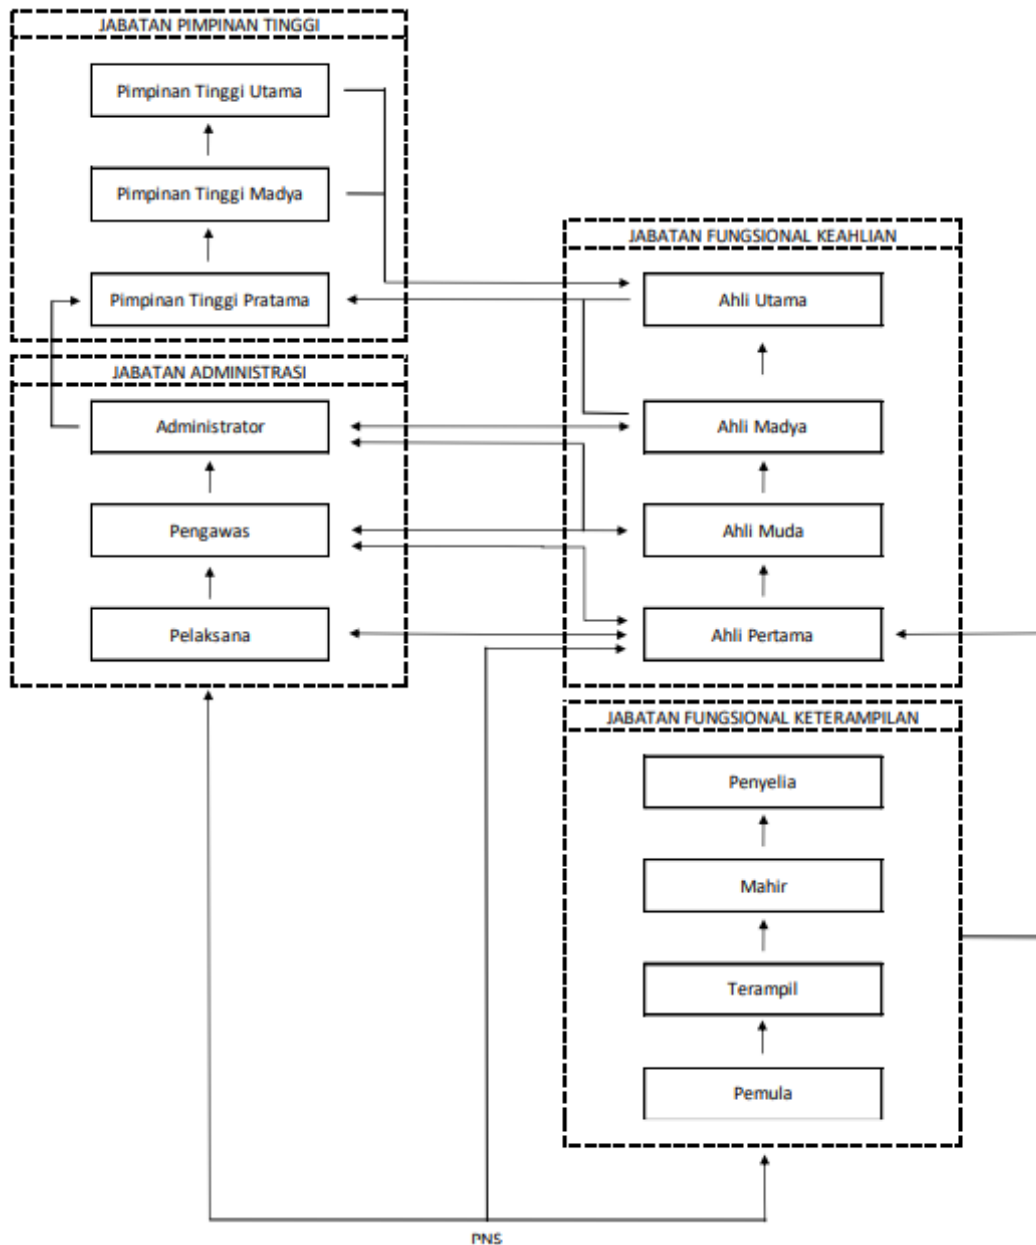 JABATAN PIMPINAN TINGGI
Pimpinan Tinggi Utama
Pimpinan Tinggi Madya
Pimpinan Tinggi Pratama
JABATAN ADMINISTRASI
Administrator
Pengawas
Pelaksana
JABATAN FUNGSIONAL KEAHLIAN
Ahli Utama
Ahli Madya
Ahli Muda
Ahli Pertama
JABATAN FUNGSIONAL KETERAMPILAN
Penyelia
Mahir
Terampil
Pemula
PNS